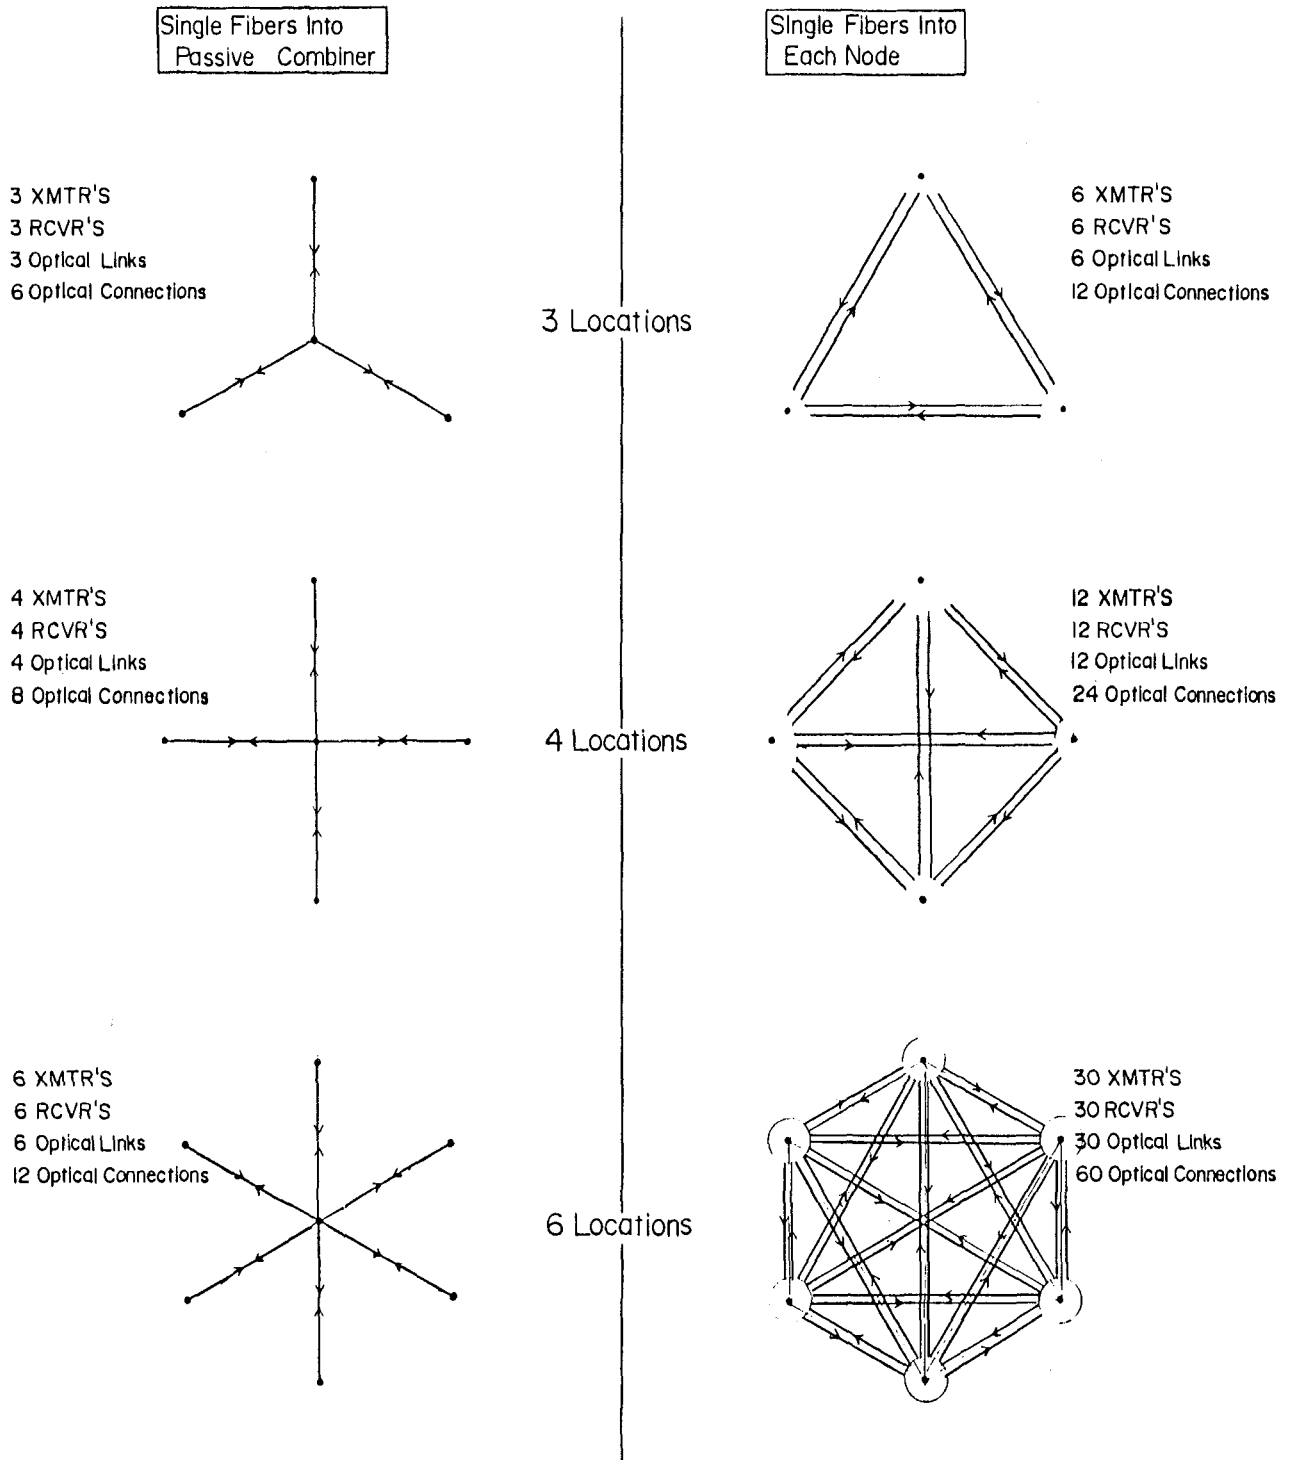 Single Fibers Into
Passive Combiner
Single Fibers Into
Each Node
3 XMTR'S
3 RCVR'S
3 Optical Links
6 Optical Connections
3 Locations
6 XMTR'S
6 RCVR'S
6 Optical Links
12 Optical Connections
4 XMTR'S
4 RCVR'S
4 Optical Links
8 Optical Connections
4 Locations
12 XMTR'S
12 RCVR'S
12 Optical Links
24 Optical Connections
6 XMTR'S
6 RCVR'S
6 Optical Links
12 Optical Connections
6 Locations
30 XMTR'S
30 RCVR'S
30 Optical Links
60 Optical Connections